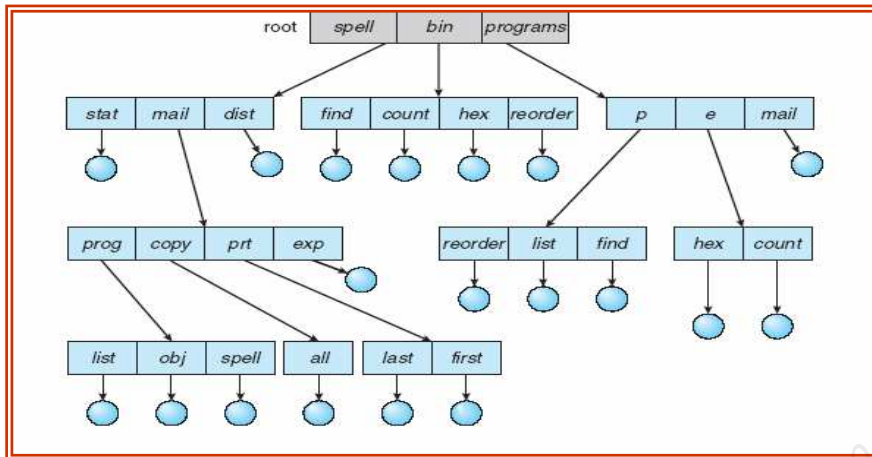 root spell bin programs
stat mail dist find count hex reorder p e mail
prog copy prt exp reorder list find hex count
list obj spell all last first